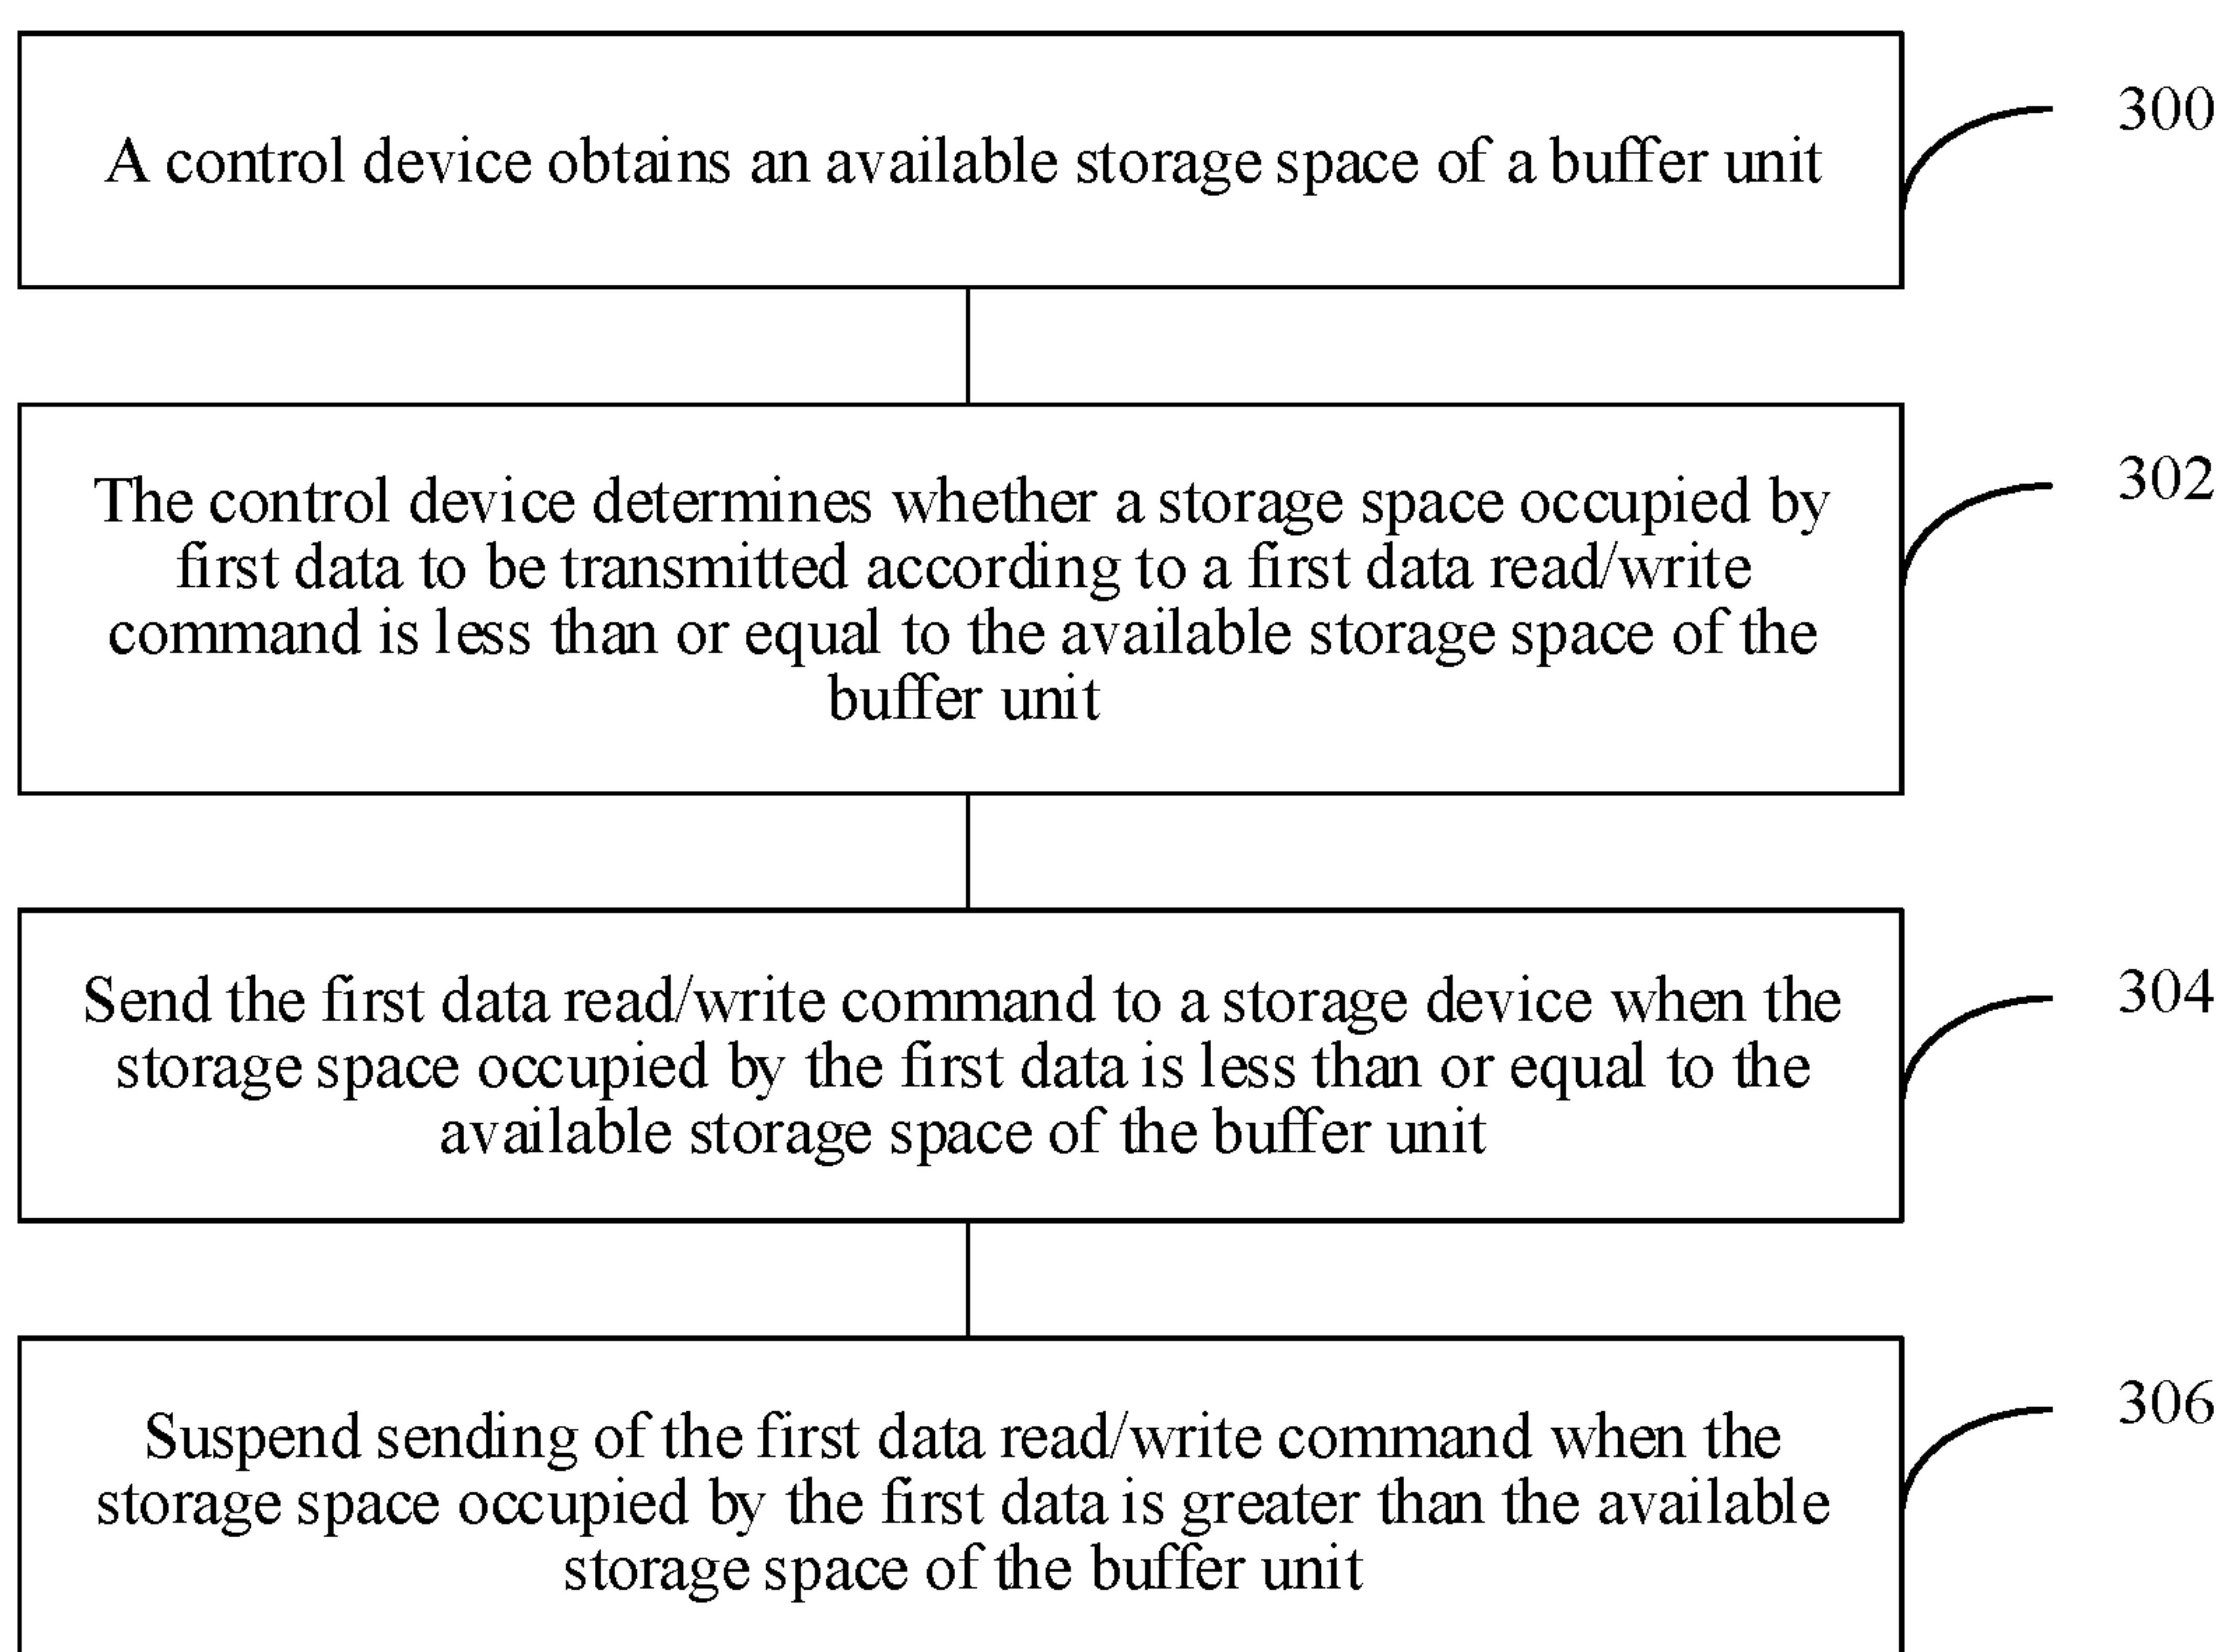 A control device obtains an available storage space of a buffer unit
300
The control device determines whether a storage space occupied by
first data to be transmitted according to a first data read/write
command is less than or equal to the available storage space of the
buffer unit
302
Send the first data read/write command to a storage device when the
storage space occupied by the first data is less than or equal to the
available storage space of the buffer unit
304
Suspend sending of the first data read/write command when the
storage space occupied by the first data is greater than the available
storage space of the buffer unit
306